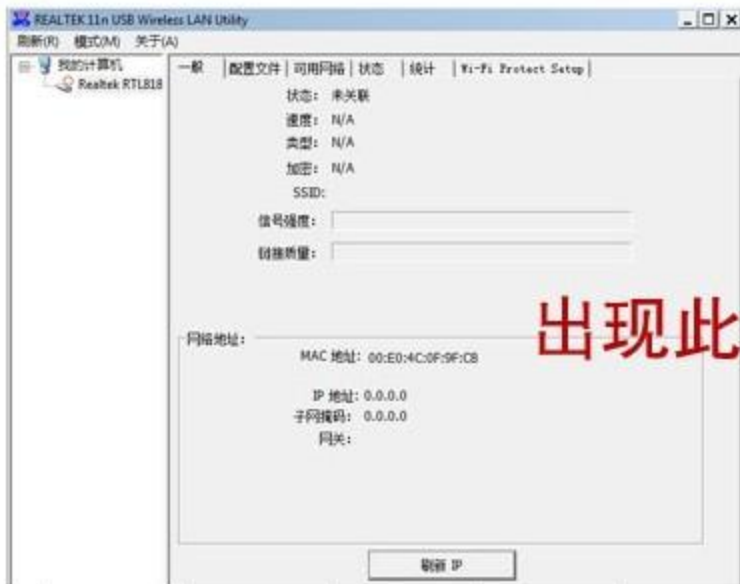 REALTEK 11n USB Wireless LAN Utility
刷新(R) 模式(M) 关于(A)
我的计算机
Realtek RTL818
一般 配置文件 可用网络 状态 统计 Wi-Fi Protect Setup
状态: 未关联
速度: N/A
类型: N/A
加密: N/A
SSID:
信号强度:
链接质量:
出现此
网络地址:
MAC 地址: 00:E0:4C:0F:9F:C8
IP 地址: 0.0.0.0
子网掩码: 0.0.0.0
网关:
刷新 IP